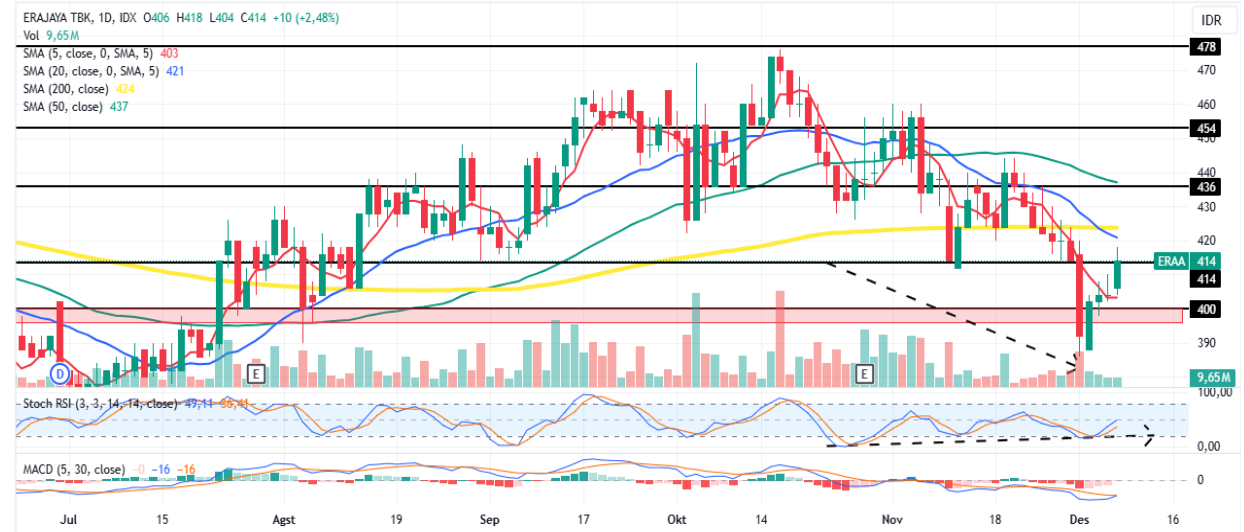 ERAJAYA TBK, 1D, IDX O406 H418 L404 C414 +10 (+2,48%)
IDR
Vol 9,65M
SMA (5, close, 0, SMA, 5) 403
SMA (20, close, 0, SMA, 5) 421
SMA (200, close) 424
SMA (50, close) 437
478
470
460
454
440
436
430
420
ERAA 414
414
400
390
D
E
E
9,65M
100,00
Stoch RSI (3, 3, 14, 14, close) 49,11
0,00
MACD (5, 30, close) -0 -16 -16
0
Jul 15 Agst 19 Sep 17 Okt 14 Nov 18 Des 16